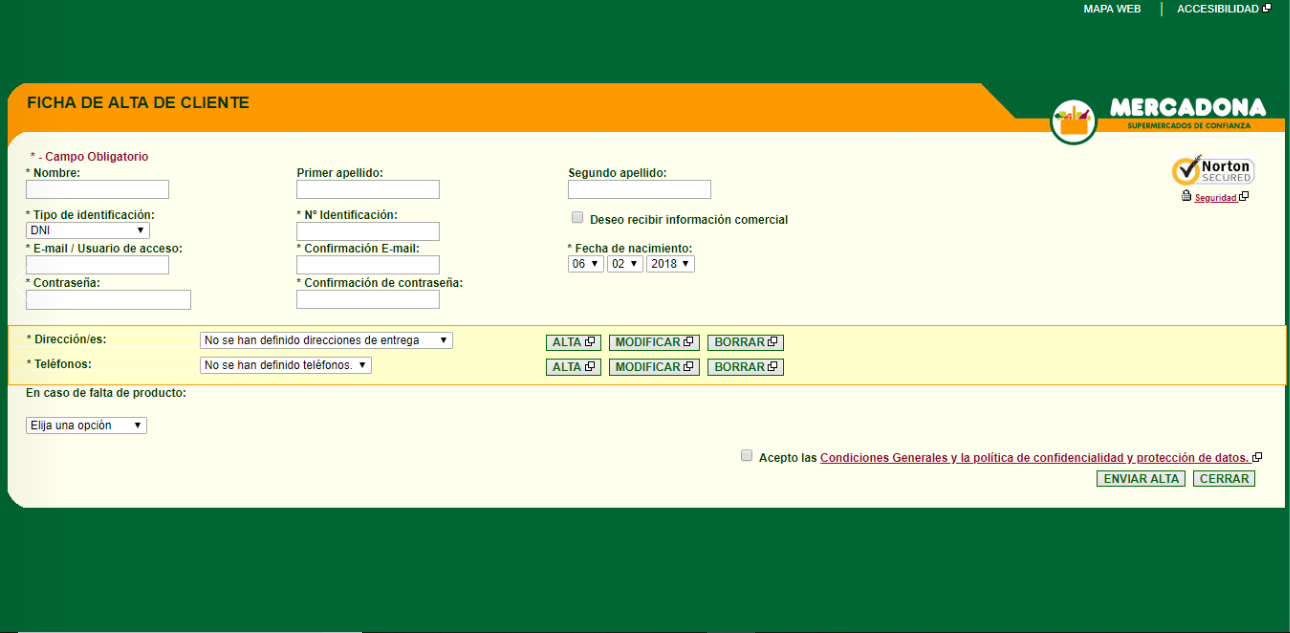 MAPA WEB | ACCESIBILIDAD
FICHA DE ALTA DE CLIENTE
MERCADONA
SUPERMERCADOS DE CONFIANZA
* - Campo Obligatorio
* Nombre: Primer apellido: Segundo apellido:
Norton
SECURED
Seguridad
* Tipo de identificación: * Nº Identificación: Deseo recibir información comercial
DNI
* E-mail / Usuario de acceso: * Confirmación E-mail: * Fecha de nacimiento:
06 02 2018
* Contraseña: * Confirmación de contraseña:
* Dirección/es: No se han definido direcciones de entrega ALTA MODIFICAR BORRAR
* Teléfonos: No se han definido teléfonos. ALTA MODIFICAR BORRAR
En caso de falta de producto:
Elija una opción
Acepto las Condiciones Generales y la política de confidencialidad y protección de datos.
ENVIAR ALTA CERRAR